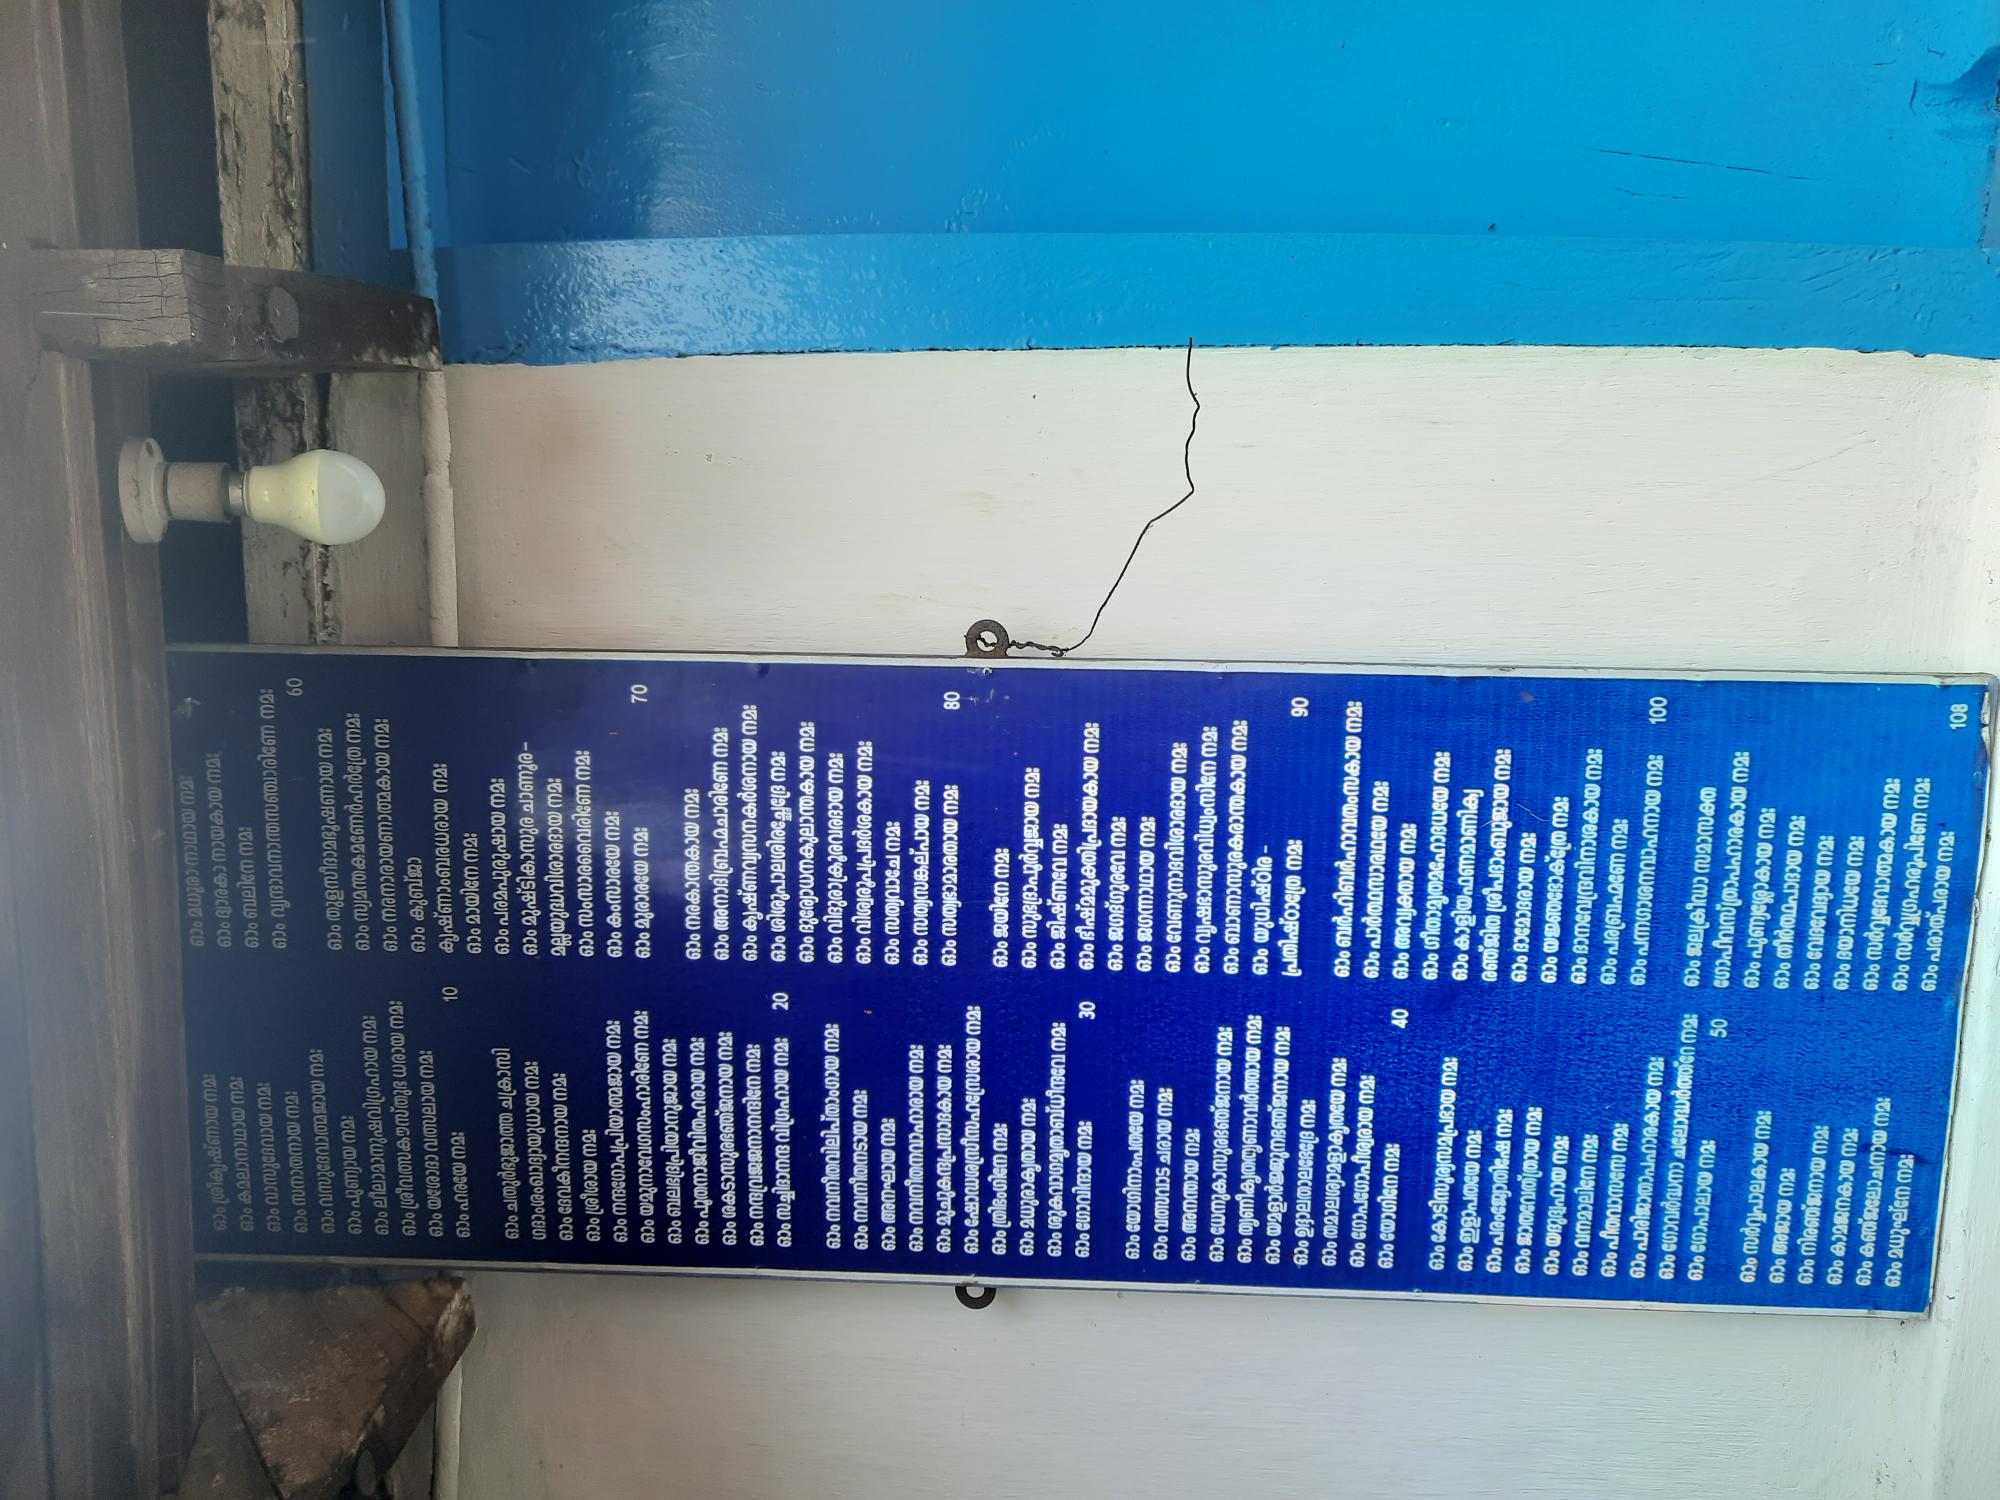 ഓം ശ്രീകൃഷ്ണായ നമഃ
ഓം കമലാനാഥായ നമഃ
ഓം വാസുദേവായ നമഃ
ഓം സനാതനായ നമഃ
ഓം വസുദേവാത്മജായ നമഃ
ഓം പുണ്യായ നമഃ
ഓം ലീലാമാനുഷവിഗ്രഹായ നമഃ
ഓം ശ്രീവത്സകൗസ്തുഭ ധരായ നമഃ
ഓം യശോദാ വത്സലായ നമഃ
ഓം ഹരയേ നമഃ 10
ഓം ചതുർഭുജാത്ത ചക്രാസി
ഗദാംശംഖാദ്യായുധായ നമഃ
ഓം ദേവകീനന്ദനായ നമഃ
ഓം ശ്രീശായ നമഃ
ഓം നന്ദഗോപപ്രിയാത്മജായ നമഃ
ഓം യമുനാവേഗസംഹാരിണേ നമഃ
ഓം ബലഭദ്രപ്രിയാനുജായ നമഃ
ഓം പൂതനാജീവിതഹരായ നമഃ
ഓം ശകടാസുരഭഞ്ജനായ നമഃ
ഓം നന്ദവ്രജജനാനന്ദിനേ നമഃ
ഓം സച്ചിദാനന്ദ വിഗ്രഹായ നമഃ 20
ഓം നവനീതവിലിപ്താംഗായ നമഃ
ഓം നവനീതനടായ നമഃ
ഓം അനഘായ നമഃ
ഓം നവനീതനവാഹാരായ നമഃ
ഓം മുചുകന്ദപ്രസാദകായ നമഃ
ഓം ഷോഡശസ്ത്രീസഹസ്രേശായ നമഃ
ഓം ത്രിഭംഗിനേ നമഃ
ഓം മധുരാകൃതായ നമഃ
ഓം ശുകവാഗമൃതാബ്ധീന്ദവേ നമഃ
ഓം ഗോവിന്ദായ നമഃ 30
ഓം യോഗിനാംപതയേ നമഃ
ഓം വത്സവാട ചരായ നമഃ
ഓം അനന്തായ നമഃ
ഓം ധേനുകാസുരഭഞ്ജനായ നമഃ
ഓം തൃണീകൃതതൃണാവർത്തായ നമഃ
ഓം യമളാർജ്ജുനഭഞ്ജനായ നമഃ
ഓം ഉദ്ദാലതാലഭേദ്രേ നമഃ
ഓം തമാലശ്യാമളാകൃതയേ നമഃ
ഓം ഗോപഗോപീശ്വരായ നമഃ
ഓം യോഗിനേ നമഃ 40
ഓം കോടിസൂര്യസമപ്രഭായ നമഃ
ഓം ഇളാപതയേ നമഃ
ഓം പരംജ്യോതിഷേ നമഃ
ഓം ജാതവേത്ത്രായ നമഃ
ഓം യദൂദ്വഹായ നമഃ
ഓം വനമാലിനേ നമഃ
ഓം പീതവാസസേ നമഃ
ഓം പാരിജാതാപഹാരകായ നമഃ
ഓം ഗോവർദ്ധനാ ചലോദ്ധർത്ത്റേ നമഃ
ഓം ഗോപാലായ നമഃ 50
ഓം സർവ്വപാലകായ നമഃ
ഓം അജായ നമഃ
ഓം നിരഞ്ജനായ നമഃ
ഓം കാമജനകായ നമഃ
ഓം കഞ്ജലോചനായ നമഃ
ഓം മധുഘ്നേ നമഃ
ഓം മധുരാ നാഥായ നമഃ
ഓം ദ്വാരകാ നായകായ നമഃ
ഓം ബലിനേ നമഃ
ഓം വൃന്ദാവനാന്തസഞ്ചാരിണേ നമഃ
60
ഓം തുളസീദാമഭൂഷണായ നമഃ
ഓം സ്യമന്തകമണേർഹർത്രേ നമഃ
ഓം നരനാരായണാത്മകായ നമഃ
ഓം കുബ്ജാ
കൃഷ്ണാംബരധരായ നമഃ
ഓം മായിനേ നമഃ
ഓം പരമപുരുഷായ നമഃ
ഓം മുഷ്ടികാസുര ചാണൂര –
മല്ലയുദ്ധവിശാരദായ നമഃ
ഓം സംസാരവൈരിണേ നമഃ
ഓം കംസാരയേ നമഃ
ഓം മുരാരയേ നമഃ 70
ഓം നരകാന്തകായ നമഃ
ഓം അനാദിബ്രഹ്മചാരിണേ നമഃ
ഓം കൃഷ്ണവ്യസനകർശനായ നമഃ
ഓം ശിശുപാലശിരച്ഛേദ്രേ നമഃ
ഓം ദുര്യോധനകുലാന്തകായ നമഃ
ഓം വിദുരാക്രൂരവരദായ നമഃ
ഓം വിശ്വരൂപപ്രദർശകായ നമഃ
ഓം സത്യവാചേ നമഃ
ഓം സത്യസങ്കല്പായ നമഃ
ഓം സത്യഭാമാരതായ നമഃ 80
ഓം ജയിനേ നമഃ
ഓം സുഭദ്രാപൂർവ്വജായ നമഃ
ഓം ജിഷ്ണവേ നമഃ
ഓം ഭീഷ്മമുക്തിപ്രദായകായ നമഃ
ഓം ജഗദ്ഗുരവേ നമഃ
ഓം ജഗന്നാഥായ നമഃ
ഓം വേണുനാദവിശാരദായ നമഃ
ഓം വൃഷഭാസുരവിധ്വംസിനേ നമഃ
ഓം ബാണാസുരകരാന്തകായ നമഃ
ഓം യുധിഷ്ഠിര –
പ്രതിഷ്ഠാത്രേ നമഃ 90
ഓം ബർഹിബർഹാവതംസകായ നമഃ
ഓം പാർത്ഥസാരഥയേ നമഃ
ഓം അവ്യക്തായ നമഃ
ഓം ഗീതാമൃതമഹോദധയേ നമഃ
ഓം കാളിയഫണമാണിക്യ
രഞ്ജിത ശ്രീപദാംബുജായ നമഃ
ഓം ദാമോദരായ നമഃ
ഓം യജ്ഞഭോക്ത്രേ നമഃ
ഓം ദാനവേന്ദ്രവിനാശകായ നമഃ
ഓം പരബ്രഹ്മണേ നമഃ
ഓം പന്നഗാശനവാഹനായ നമഃ 100
ഓം ജലക്രീഡാ സമാസക്ത
ഗോപീവസ്ത്രാപഹാരകായ നമഃ
ഓം പുണ്യശ്ലോകായ നമഃ
ഓം തീർത്ഥപാദായ നമഃ
ഓം വേദവേദ്യായ നമഃ
ഓം ദയാനിധയേ നമഃ
ഓം സർവ്വദേവാത്മകായ നമഃ
ഓം സർവ്വഗ്രഹരൂപിണേ നമഃ
ഓം പരാത്പരായ നമഃ 108